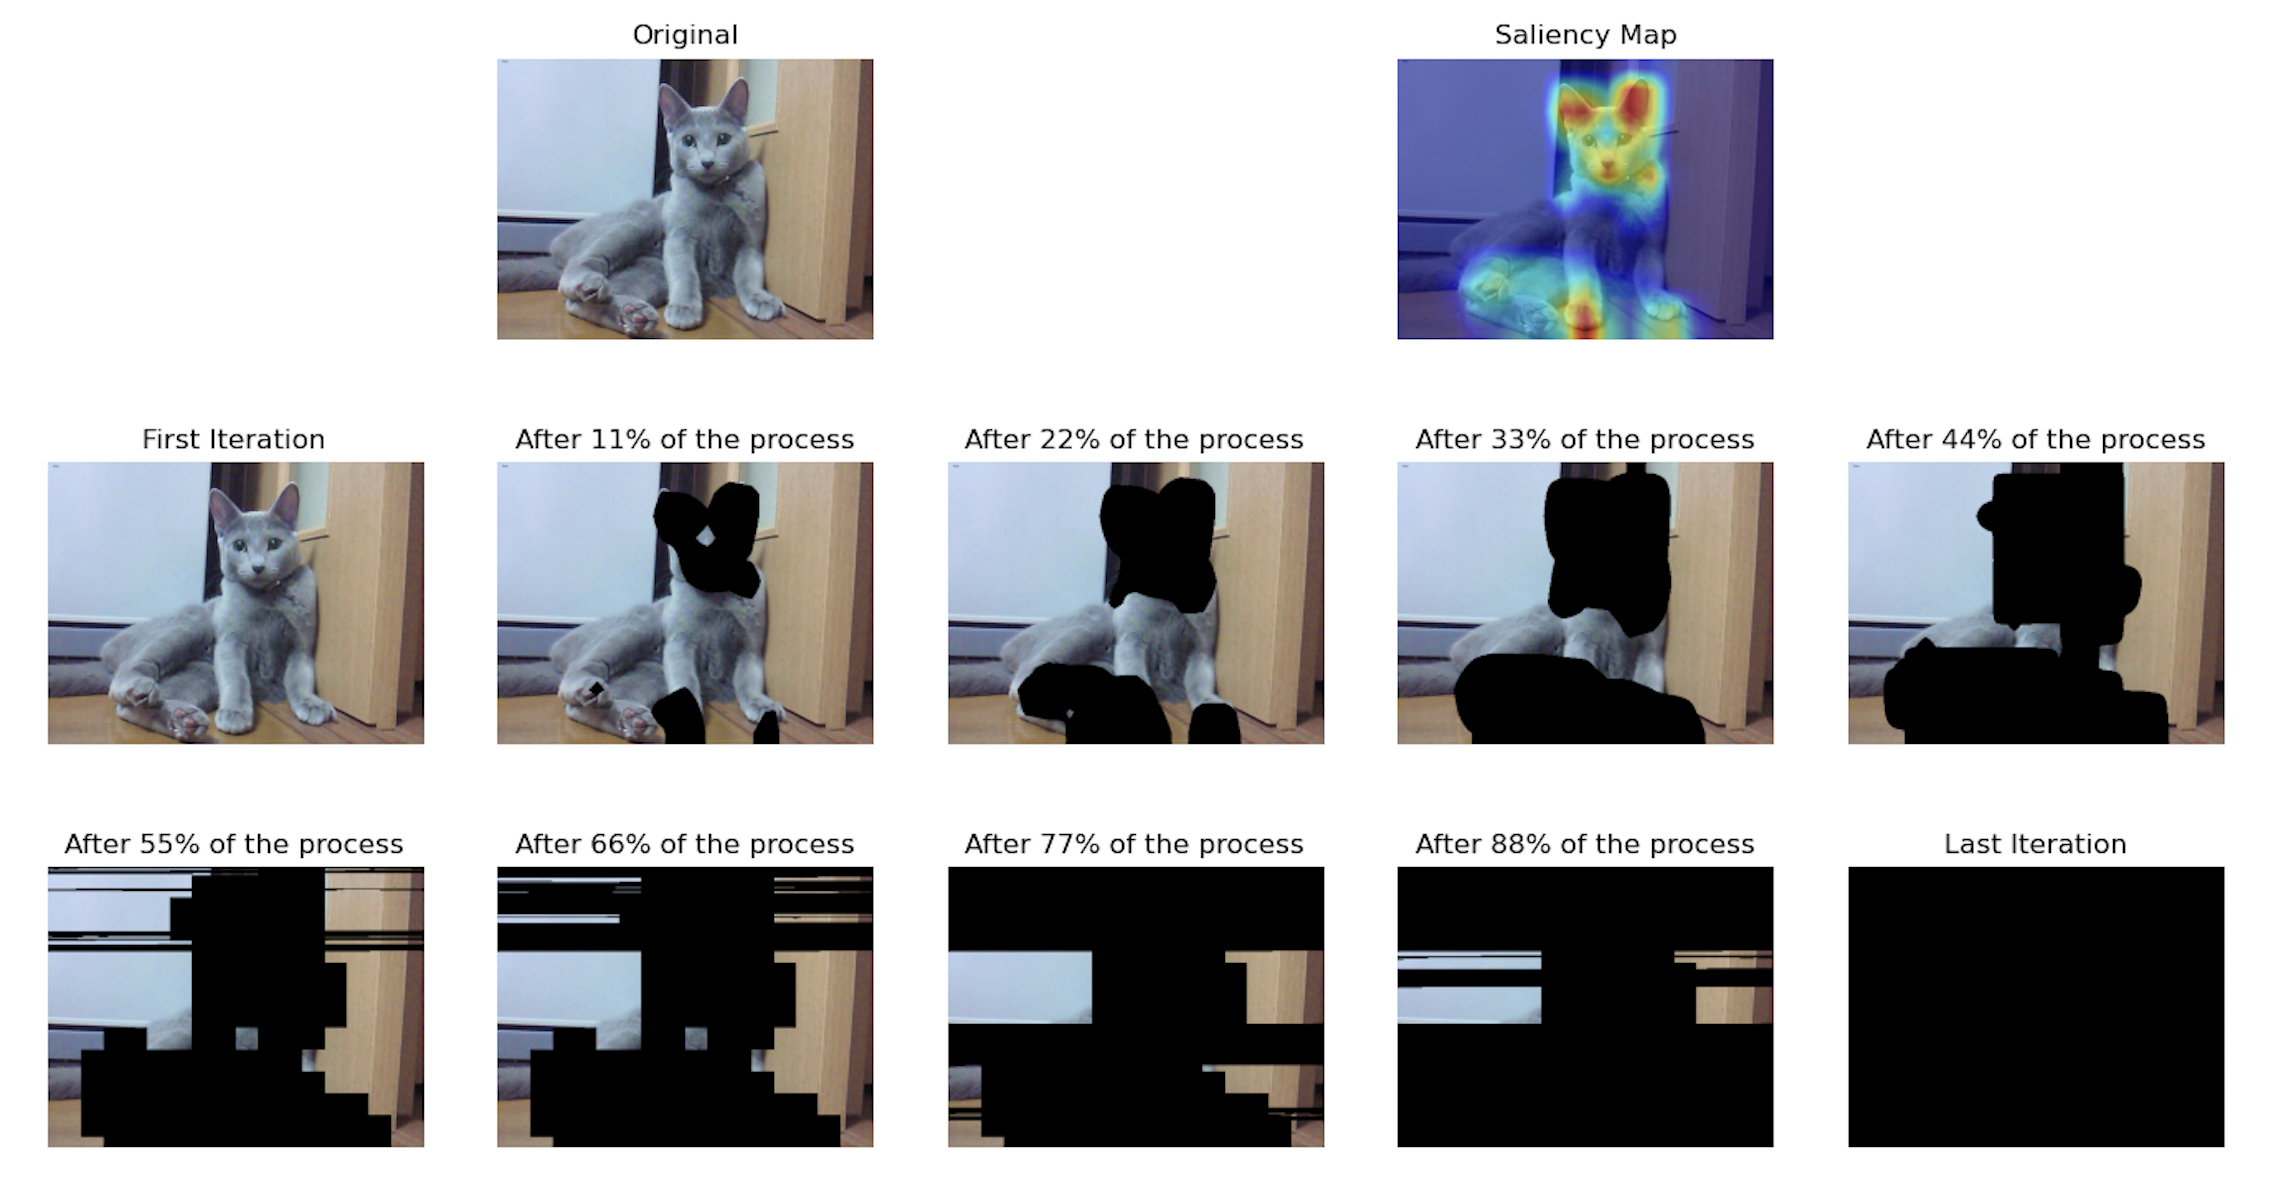 Original
Saliency Map
First Iteration
After 11% of the process
After 22% of the process
After 33% of the process
After 44% of the process
After 55% of the process
After 66% of the process
After 77% of the process
After 88% of the process
Last Iteration